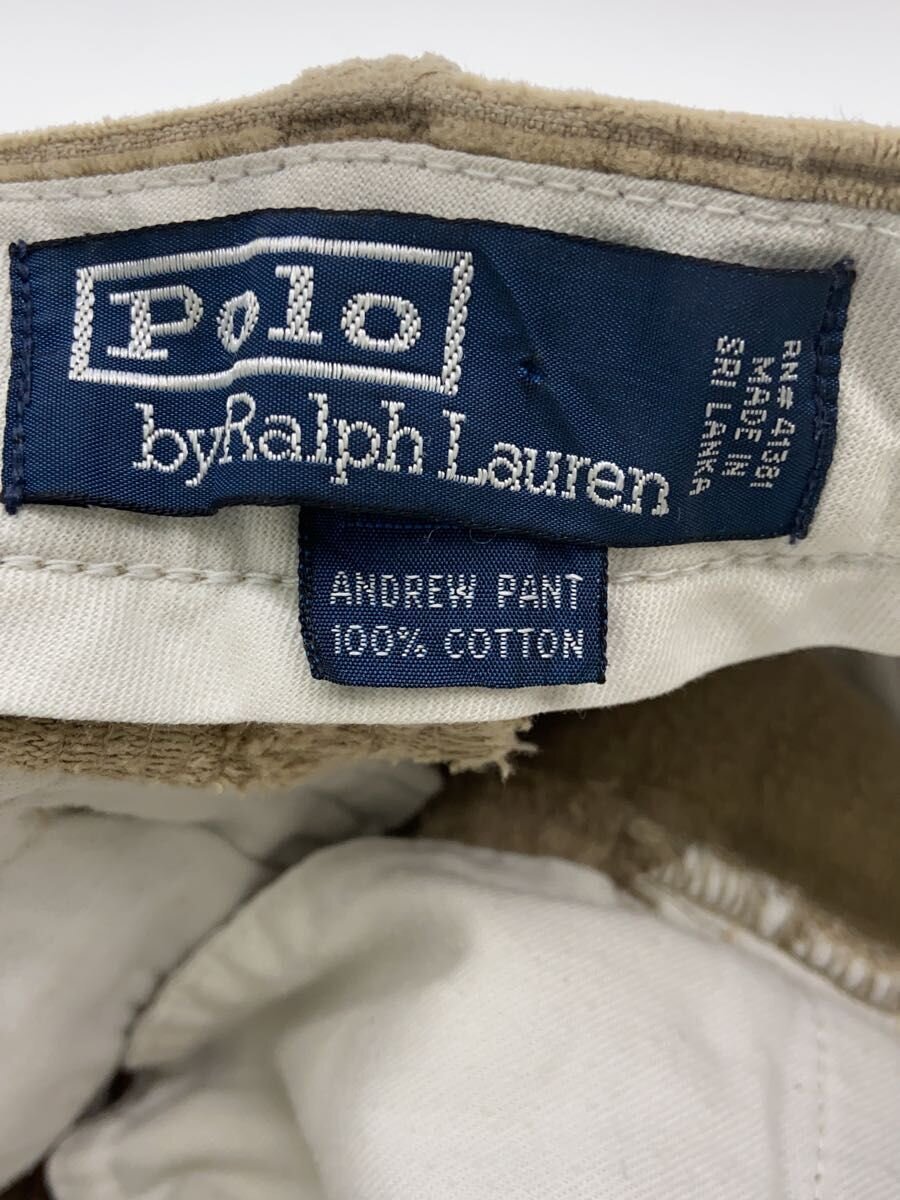 Polo
by Ralph Lauren
RN# 41381
MADE IN
SRI LANKA
ANDREW PANT
100% COTTON